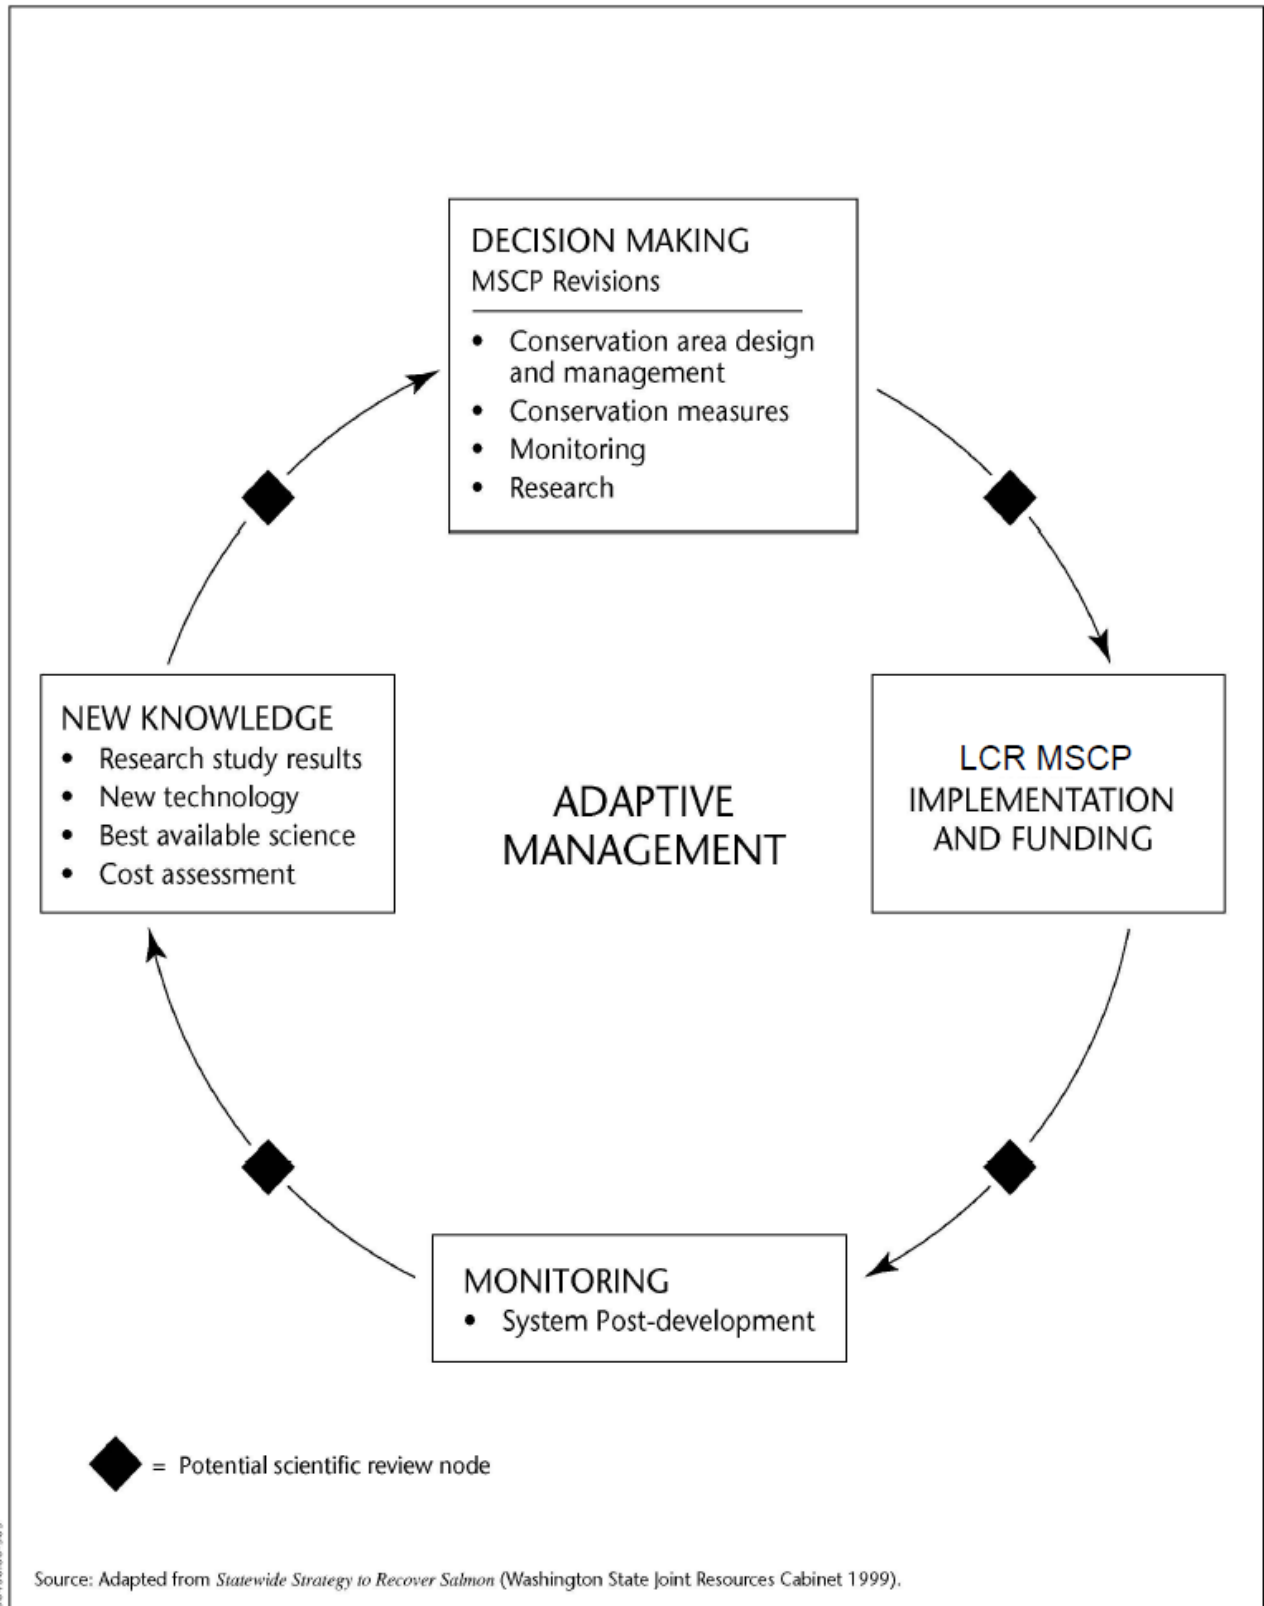 DECISION MAKING
MSCP Revisions
• Conservation area design
and management
• Conservation measures
• Monitoring
• Research
NEW KNOWLEDGE
• Research study results
• New technology
• Best available science
• Cost assessment
ADAPTIVE
MANAGEMENT
LCR MSCP
IMPLEMENTATION
AND FUNDING
MONITORING
• System Post-development
= Potential scientific review node
Source: Adapted from Statewide Strategy to Recover Salmon (Washington State Joint Resources Cabinet 1999).